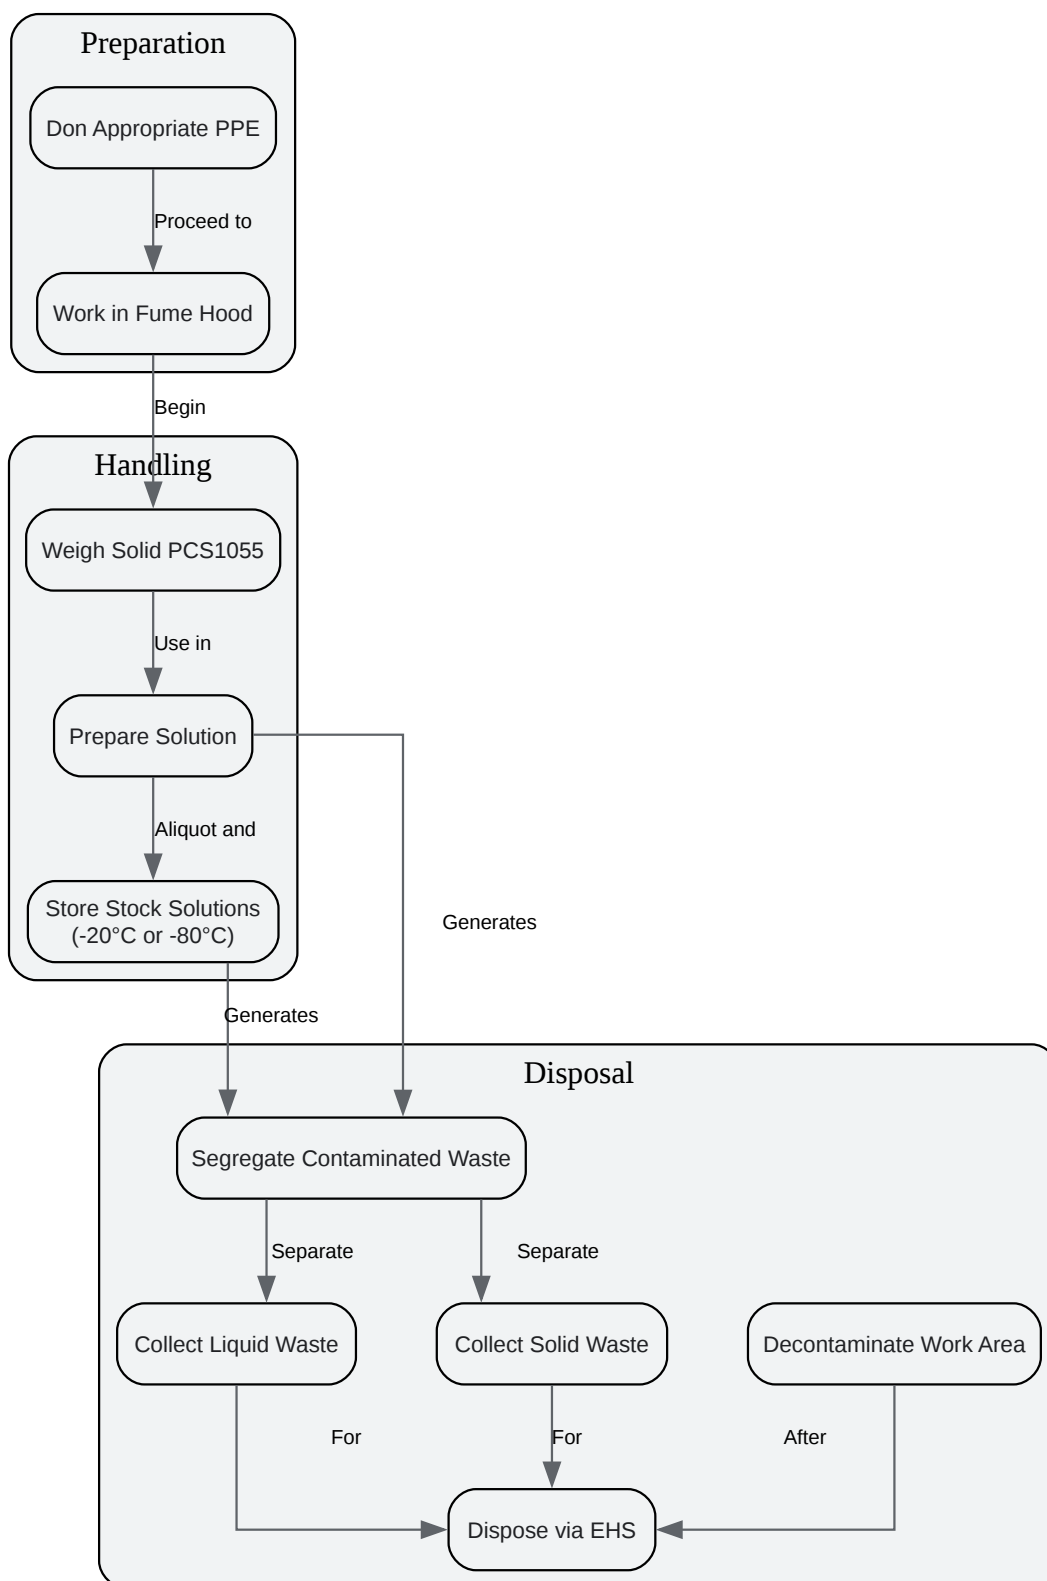 Preparation
Don Appropriate PPE
Proceed to
Work in Fume Hood
Begin
Handling
Weigh Solid PCS1055
Use in
Prepare Solution
Aliquot and
Store Stock Solutions
(-20°C or -80°C)
Generates
Generates
Disposal
Segregate Contaminated Waste
Separate
Separate
Collect Liquid Waste
Collect Solid Waste
Decontaminate Work Area
For
For
After
Dispose via EHS